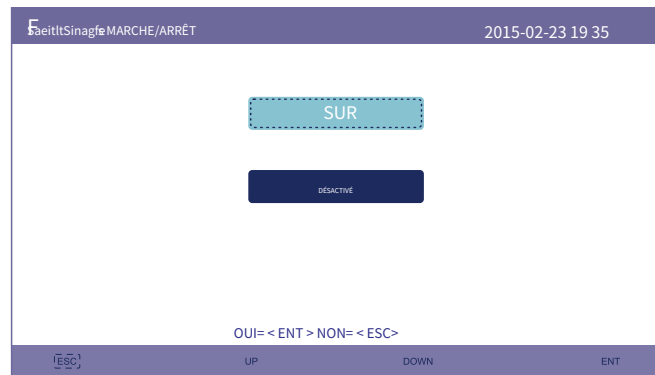 MARCHE/ARRÊT
2015-02-23 19 35
SUR
DÉSACTIVÉ
OUI= < ENT > NON= < ESC>
ESC UP DOWN ENT